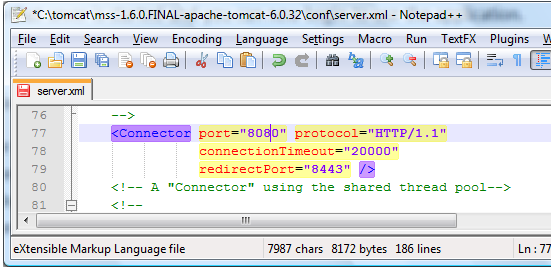 *C:\tomcat\mss-1.6.0.FINAL-apache-tomcat-6.0.32\conf\server.xml - Notepad++
File Edit Search View Encoding Language Settings Macro Run TextFX Plugins W
server.xml
76 -->
77 <Connector port="8080" protocol="HTTP/1.1"
78 connectionTimeout="20000"
79 redirectPort="8443" />
80 <!-- A "Connector" using the shared thread pool-->
81 <!--
eXtensible Markup Language file 7987 chars 8172 bytes 186 lines Ln : 77